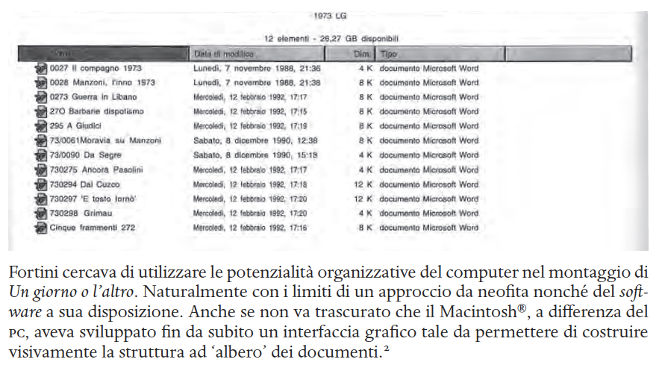 1973 LG
12 elementi - 26,27 GB disponibili
Data di modifica Dim. Tipo
0027 Il compagno 1973 Lunedì, 7 novembre 1988, 21:36 4 K documento Microsoft Word
0028 Manzoni, l'inno 1973 Lunedì, 7 novembre 1988, 21:38 8 K documento Microsoft Word
0273 Guerra in Libano Mercoledì, 12 febbraio 1992, 17:17 8 K documento Microsoft Word
270 Barbarie dispotismo Mercoledì, 12 febbraio 1992, 17:15 8 K documento Microsoft Word
295 A Giudici Mercoledì, 12 febbraio 1992, 17:19 8 K documento Microsoft Word
73/0061Moravia su Manzoni Sabato, 8 dicembre 1990, 12:38 8 K documento Microsoft Word
73/0090 Da Segre Sabato, 8 dicembre 1990, 15:18 4 K documento Microsoft Word
730275 Ancora Pasolini Mercoledì, 12 febbraio 1992, 17:17 4 K documento Microsoft Word
730294 Dal Cuzco Mercoledì, 12 febbraio 1992, 17:18 12 K documento Microsoft Word
730297 'E tosto tornò' Mercoledì, 12 febbraio 1992, 17:20 12 K documento Microsoft Word
730298 Grimau Mercoledì, 12 febbraio 1992, 17:20 4 K documento Microsoft Word
Cinque frammenti 272 Mercoledì, 12 febbraio 1992, 17:16 8 K documento Microsoft Word
Fortini cercava di utilizzare le potenzialità organizzative del computer nel montaggio di
Un giorno o l'altro. Naturalmente con i limiti di un approccio da neofita nonché del soft-
ware a sua disposizione. Anche se non va trascurato che il Macintosh®, a differenza del
PC, aveva sviluppato fin da subito un interfaccia grafico tale da permettere di costruire
visivamente la struttura ad 'albero' dei documenti.²